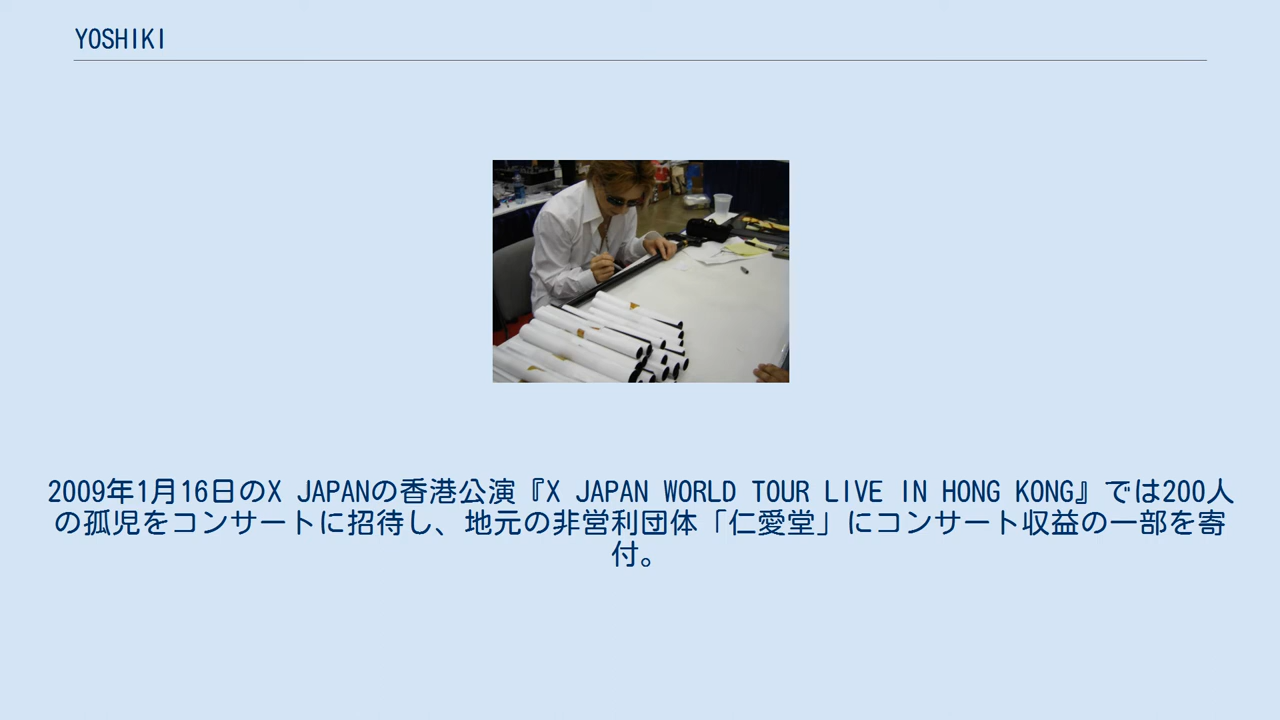 YOSHIKI
2009年1月16日のX JAPANの香港公演『X JAPAN WORLD TOUR LIVE IN HONG KONG』では200人
の孤児をコンサートに招待し、地元の非営利団体「仁愛堂」にコンサート収益の一部を寄
付。